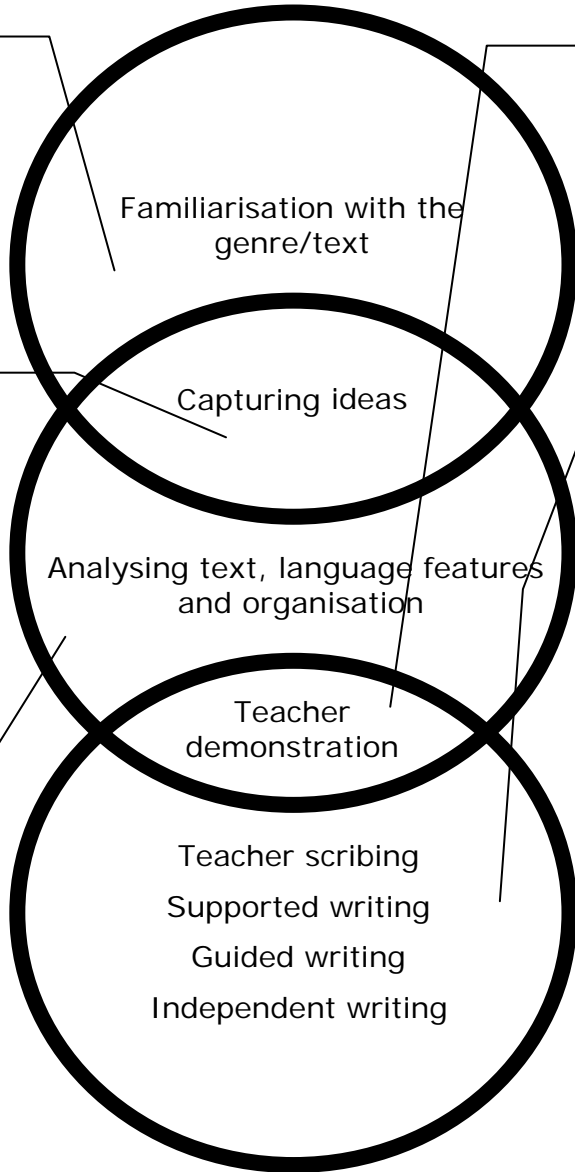 Familiarisation with the
genre/text
Capturing ideas
Analysing text, language features
and organisation
Teacher
demonstration
Teacher scribing
Supported writing
Guided writing
Independent writing